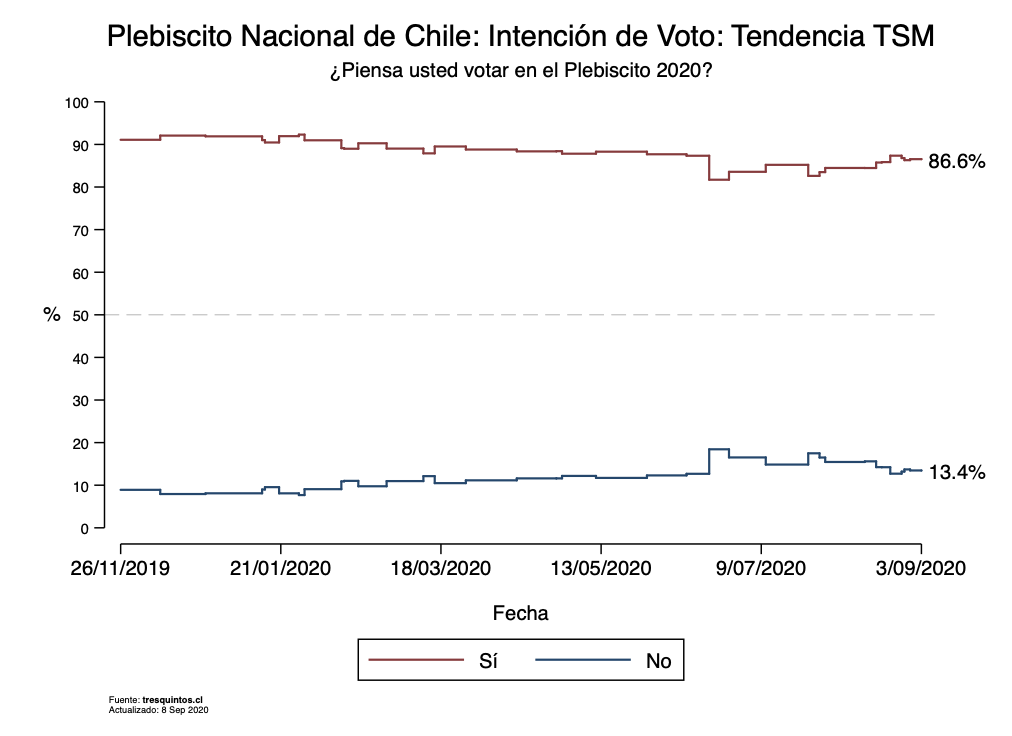 Plebiscito Nacional de Chile: Intención de Voto: Tendencia TSM
¿Piensa usted votar en el Plebiscito 2020?
100
90
80
70
60
50
40
30
20
10
0
%
86.6%
13.4%
26/11/2019 21/01/2020 18/03/2020 13/05/2020 9/07/2020 3/09/2020
Fecha
Sí No
Fuente: tresquintos.cl
Actualizado: 8 Sep 2020